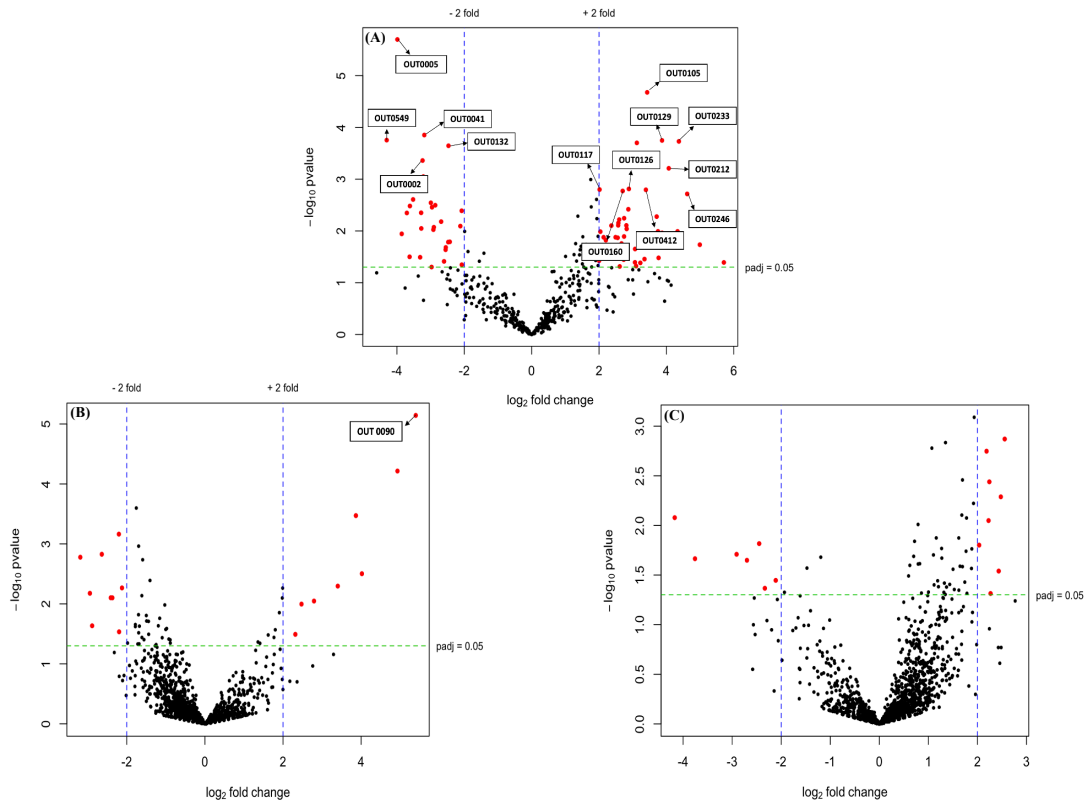 - 2 fold
+ 2 fold
(A)
OUT0005
OUT0105
OUT0549
OUT0041
OUT0129
OUT0233
OUT0132
OUT0117
OUT0126
OUT0002
OUT0212
OUT0246
OUT0160
OUT0412
padj = 0.05
− log10 pvalue
0
1
2
3
4
5
-4
-2
0
2
4
6
log2 fold change
- 2 fold
+ 2 fold
(B)
OUT 0090
padj = 0.05
− log10 pvalue
0
1
2
3
4
5
-2
0
2
4
log2 fold change
(C)
padj = 0.05
− log10 pvalue
0.0
0.5
1.0
1.5
2.0
2.5
3.0
-4
-3
-2
-1
0
1
2
3
log2 fold change